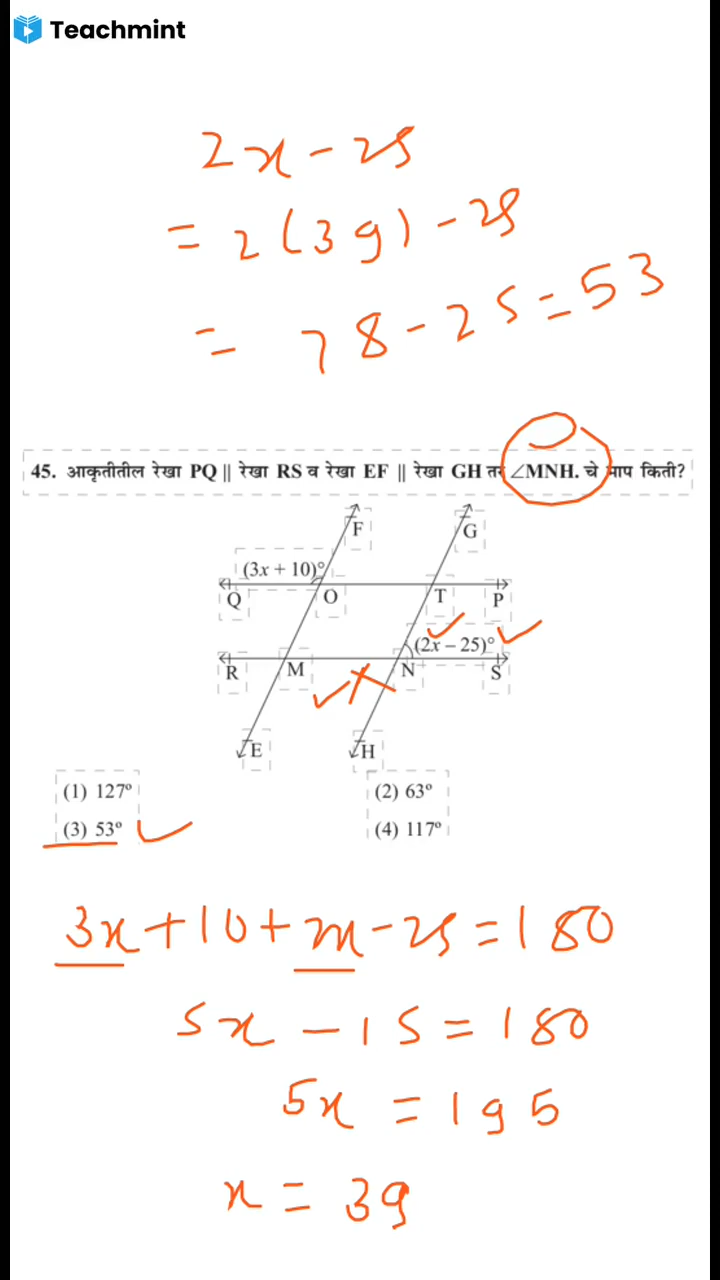 Teachmint
2x - 25
= 2(39) - 25
= 78 - 25 = 53
45. आकृतीतील रेखा PQ || रेखा RS व रेखा EF || रेखा GH तर ∠MNH. चे माप किती?
F
G
(3x + 10)°
Q
O
T
P
(2x – 25)°
R
M
N
S
E
H
(1) 127°
(2) 63°
(3) 53°
(4) 117°
3x + 10 + 2x - 25 = 180
5x - 15 = 180
5x = 195
x = 39